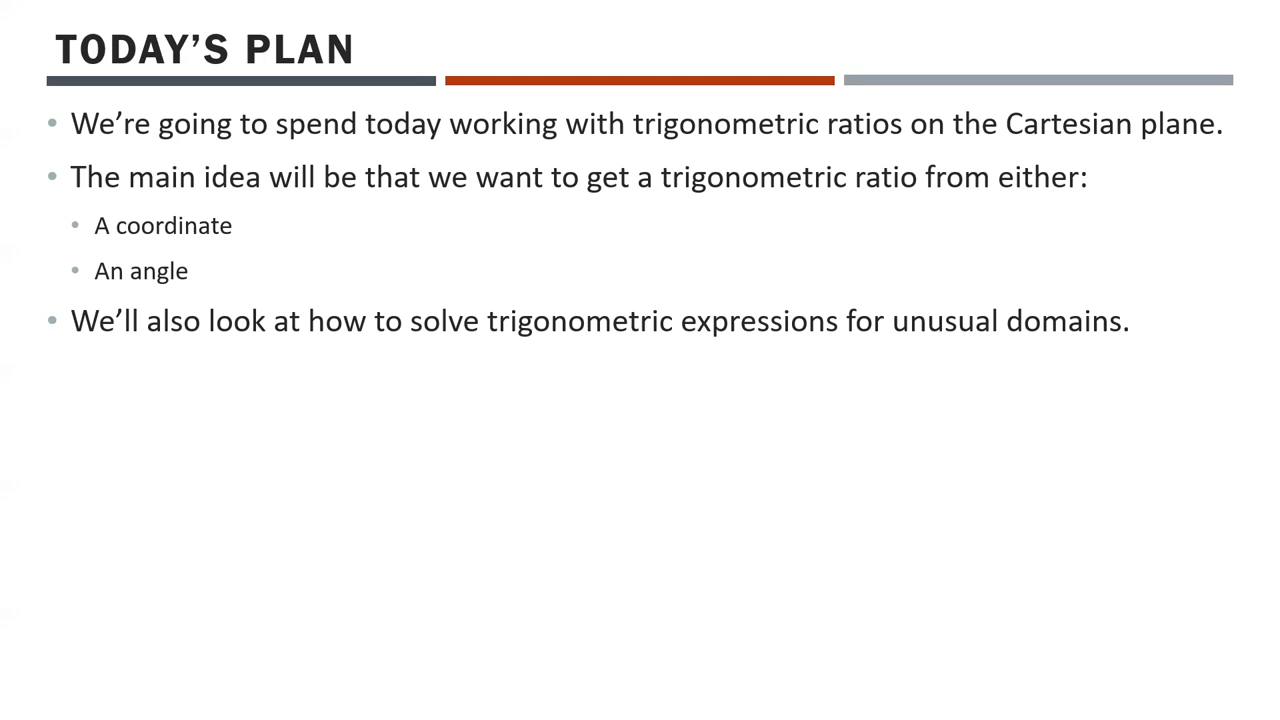 TODAY’S PLAN
• We’re going to spend today working with trigonometric ratios on the Cartesian plane.
• The main idea will be that we want to get a trigonometric ratio from either:
• A coordinate
• An angle
• We’ll also look at how to solve trigonometric expressions for unusual domains.